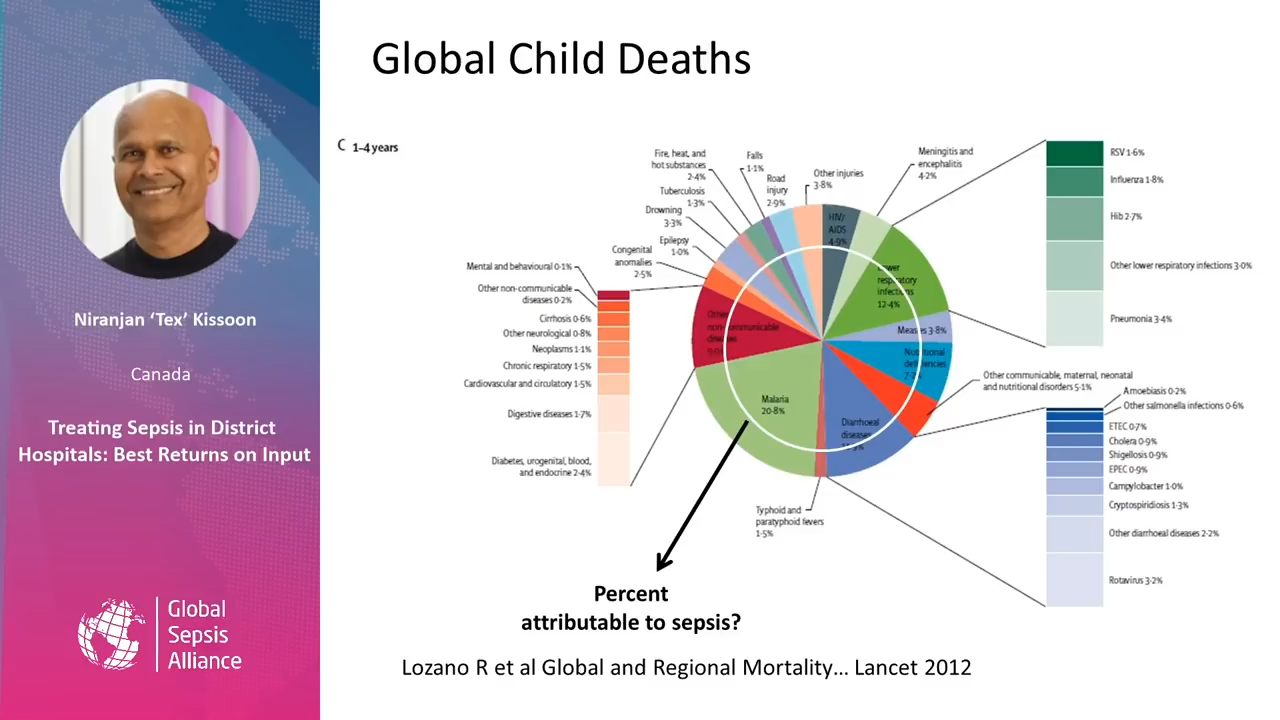 Global Child Deaths
Niranjan ‘Tex’ Kissoon
Canada
Treating Sepsis in District
Hospitals: Best Returns on Input
Global
Sepsis
Alliance
C 1–4 years
Fire, heat, and
hot substances
2·4%
Tuberculosis
1·3%
Drowning
3·3%
Epilepsy
1·0%
Congenital
anomalies
2·5%
Falls
1·1%
Road
injury
2·9%
Other injuries
3·8%
Meningitis and
encephalitis
4·2%
HIV/
AIDS
4·9%
Lower
respiratory
infections
12·4%
Measles 3·8%
Nutritional
deficiencies
Other communicable, maternal, neonatal
and nutritional disorders 5·1%
Diarrhoeal
diseases
Typhoid and
paratyphoid fevers
1·5%
Malaria
20·8%
Other
non-communicable
diseases
Mental and behavioural 0·1%
Other non-communicable
diseases 0·2%
Cirrhosis 0·6%
Other neurological 0·8%
Neoplasms 1·1%
Chronic respiratory 1·5%
Cardiovascular and circulatory 1·5%
Digestive diseases 1·7%
Diabetes, urogenital, blood,
and endocrine 2·4%
RSV 1·6%
Influenza 1·8%
Hib 2·7%
Other lower respiratory infections 3·0%
Pneumonia 3·4%
Amoebiasis 0·2%
Other salmonella infections 0·6%
ETEC 0·7%
Cholera 0·9%
Shigellosis 0·9%
EPEC 0·9%
Campylobacter 1·0%
Cryptospiridiosis 1·3%
Other diarrhoeal diseases 2·2%
Rotavirus 3·2%
Percent
attributable to sepsis?
Lozano R et al Global and Regional Mortality… Lancet 2012